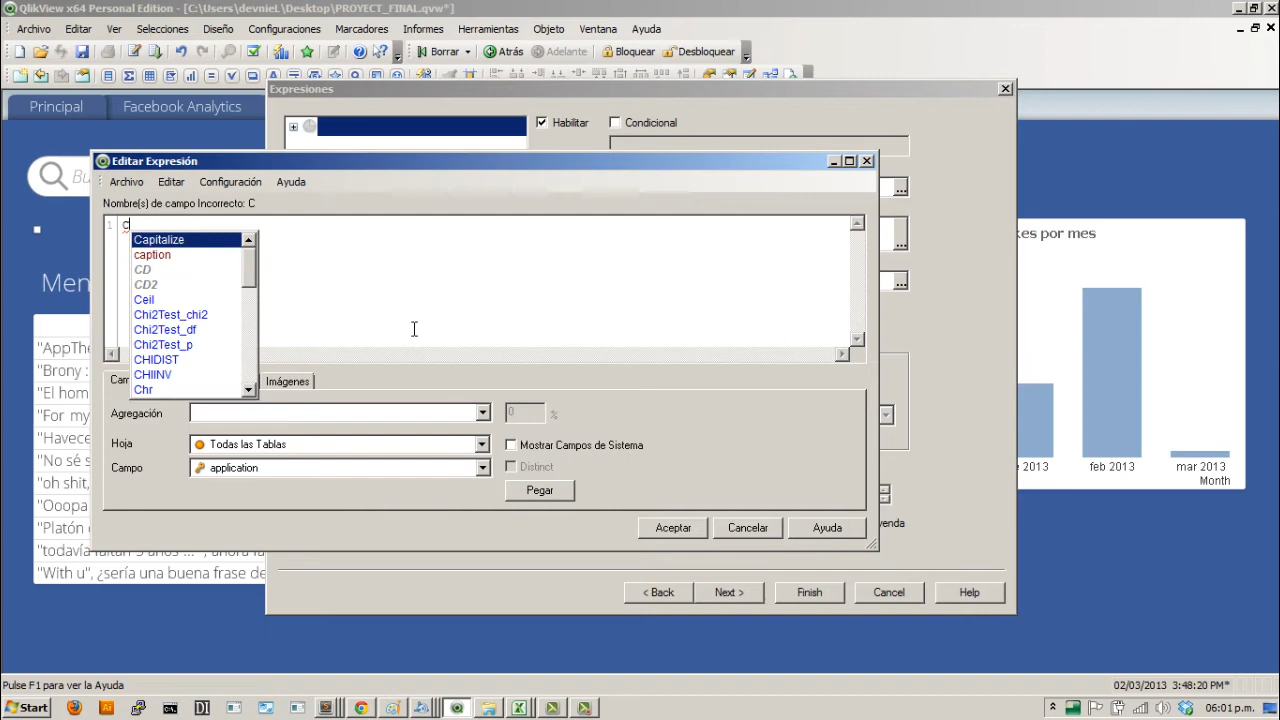 QlikView x64 Personal Edition - [C:\Users\devnieL\Desktop\PROYECT_FINAL.qvw*]
Archivo Editar Ver Selecciones Diseño Configuraciones Marcadores Informes Herramientas Objeto Ventana Ayuda
Borrar Atrás Adelante Bloquear Desbloquear
Principal Facebook Analytics
Expresiones
Habilitar Condicional
Editar Expresión
Archivo Editar Configuración Ayuda
Nombre(s) de campo Incorrecto: C
1 C
Capitalize
caption
CD
CD2
Ceil
Chi2Test_chi2
Chi2Test_df
Chi2Test_p
CHIDIST
CHIINV
Chr
Imágenes
Agregación 0 %
Hoja Todas las Tablas Mostrar Campos de Sistema
Campo application Distinct
Pegar
Aceptar Cancelar Ayuda
< Back Next > Finish Cancel Help
por mes
2013 feb 2013 mar 2013
Month
"AppThe
"Brony :
"El hom
"For my
"Havece
"No sé s
"oh shit,
"Ooopa
"Platón
"With u", ¿sería una buena frase de
Pulse F1 para ver la Ayuda 02/03/2013 3:48:20 PM*
Start DI 06:01 p.m.